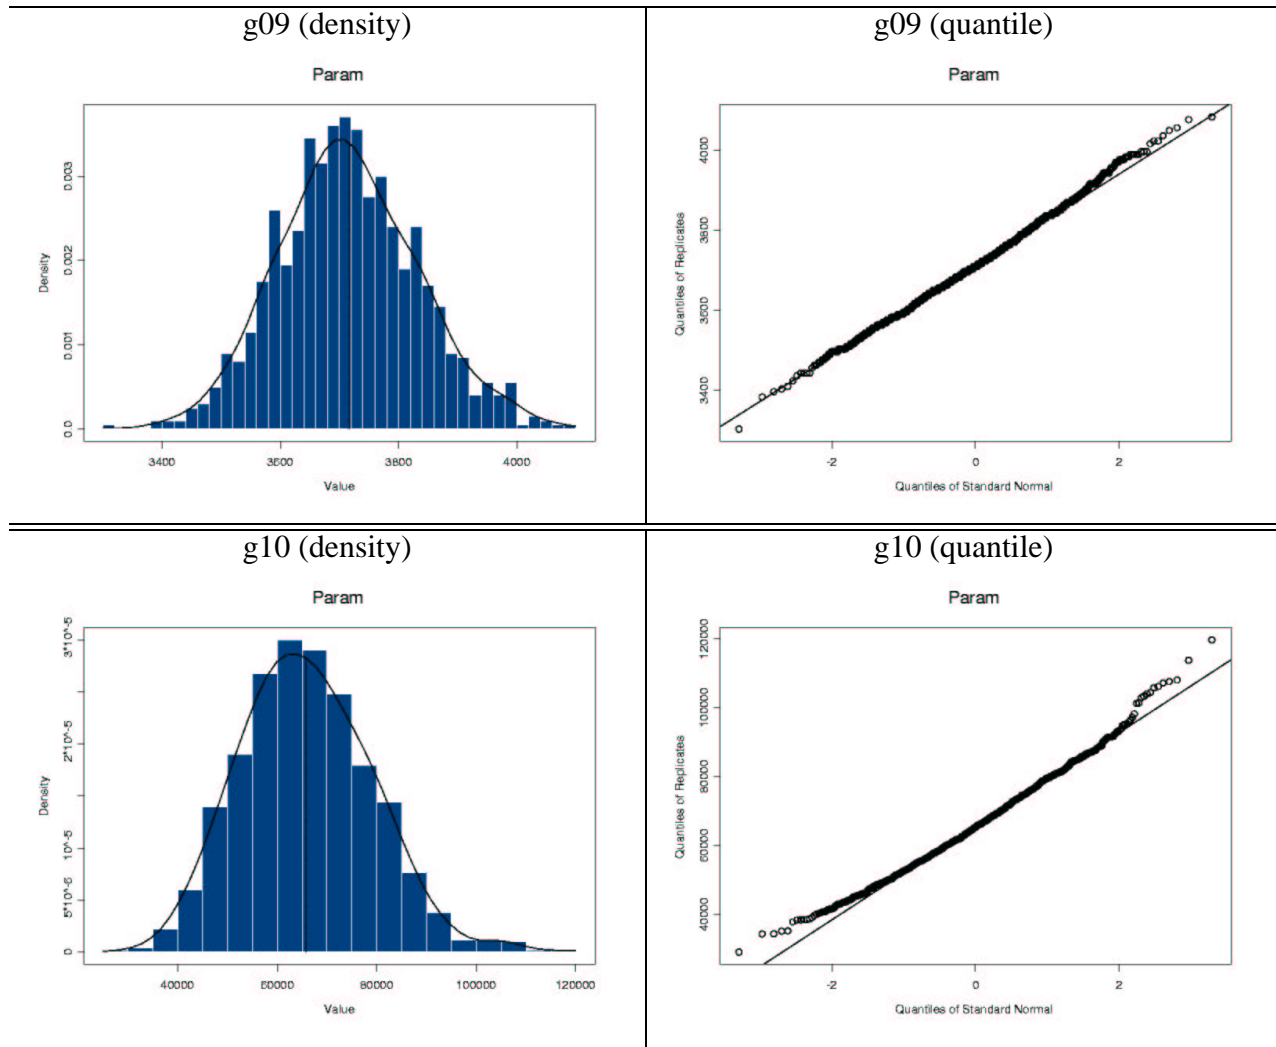 g09 (density)
Param
Density
0.0
0.001
0.002
0.003
3400
3600
3800
4000
Value
g09 (quantile)
Param
Quantiles of Replicates
3400
3600
3800
4000
-2
0
2
Quantiles of Standard Normal
g10 (density)
Param
Density
0
5*10^-6
10^-5
2*10^-5
3*10^-5
40000
60000
80000
100000
120000
Value
g10 (quantile)
Param
Quantiles of Replicates
40000
60000
80000
100000
120000
-2
0
2
Quantiles of Standard Normal